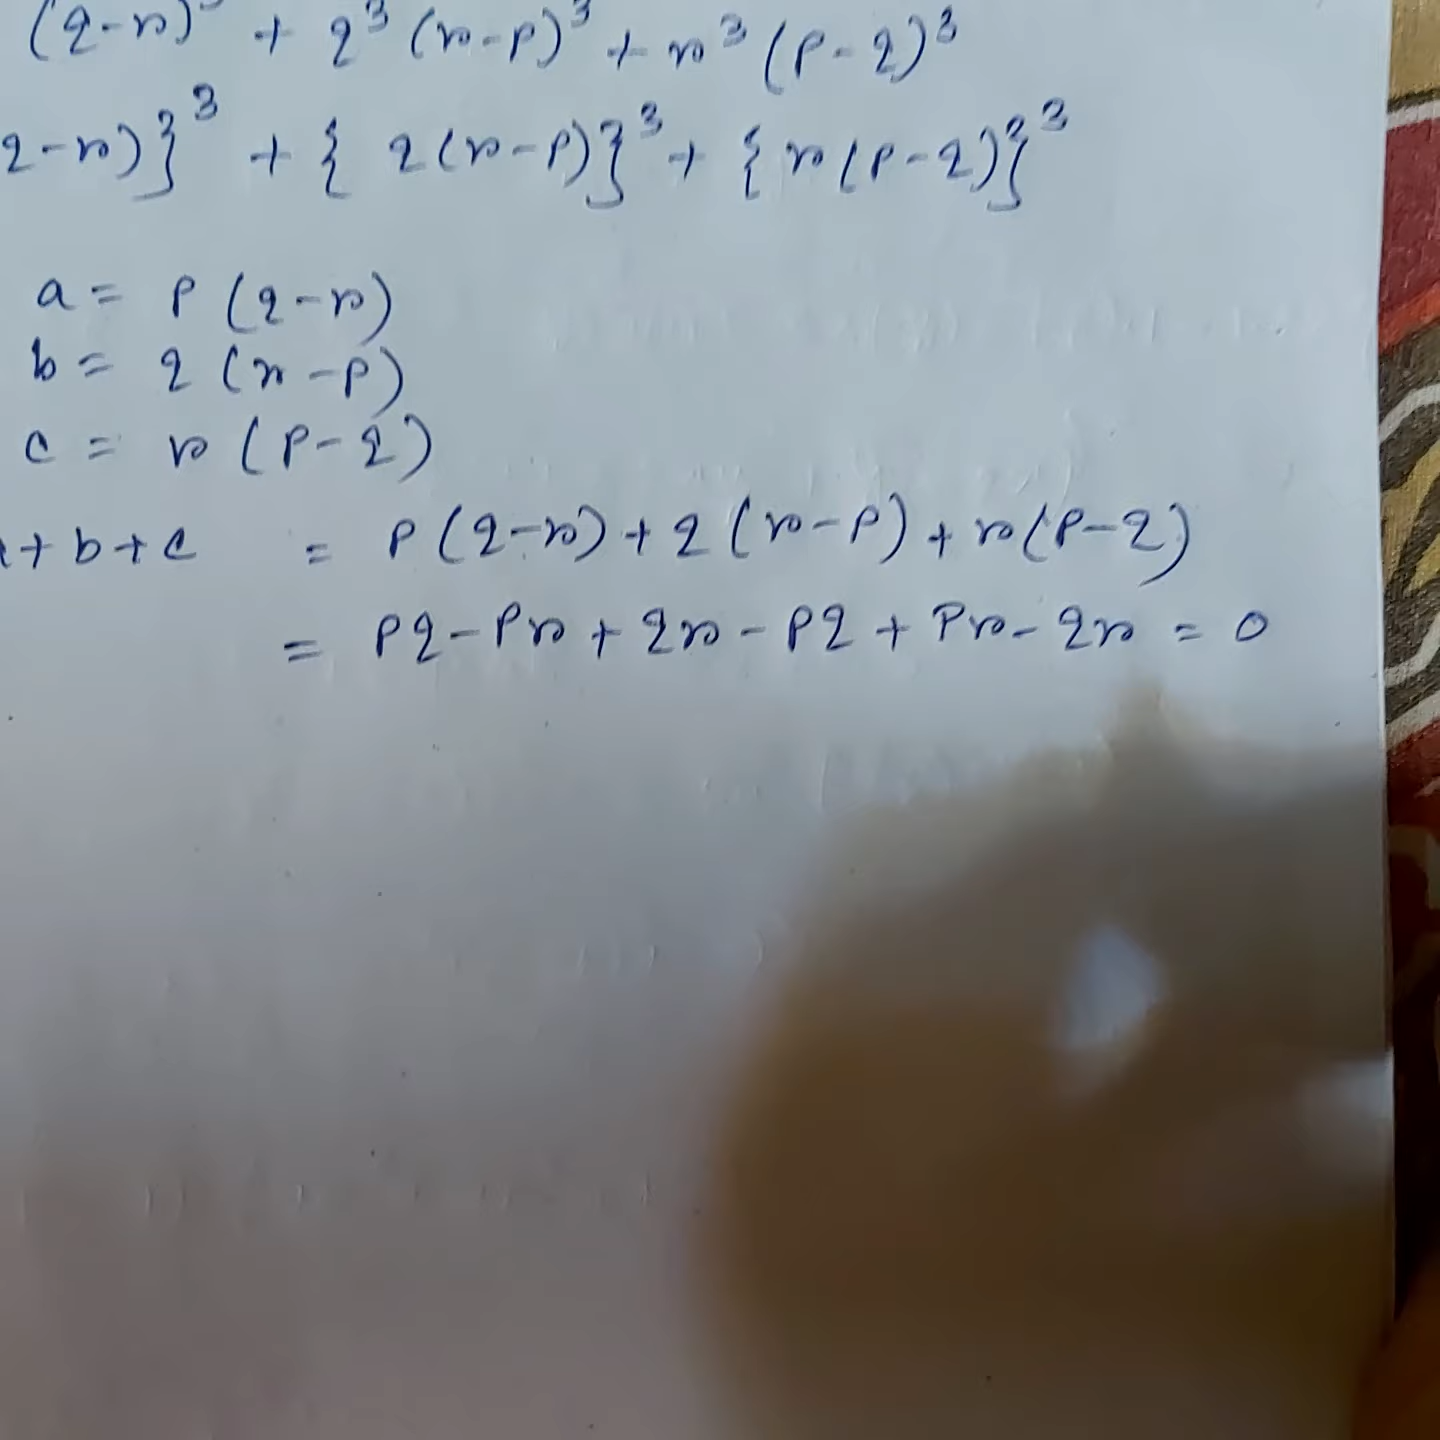 (q-r)³ + q³ (r-p)³ + r³ (p-q)³
q-r)}³ + { q(r-p)}³ + {r(p-q)}³
a = p (q-r)
b = q (r-p)
c = r (p-q)
+ b + c = p (q-r) + q (r-p) + r(p-q)
= pq - pr + qr - pq + pr - qr = 0